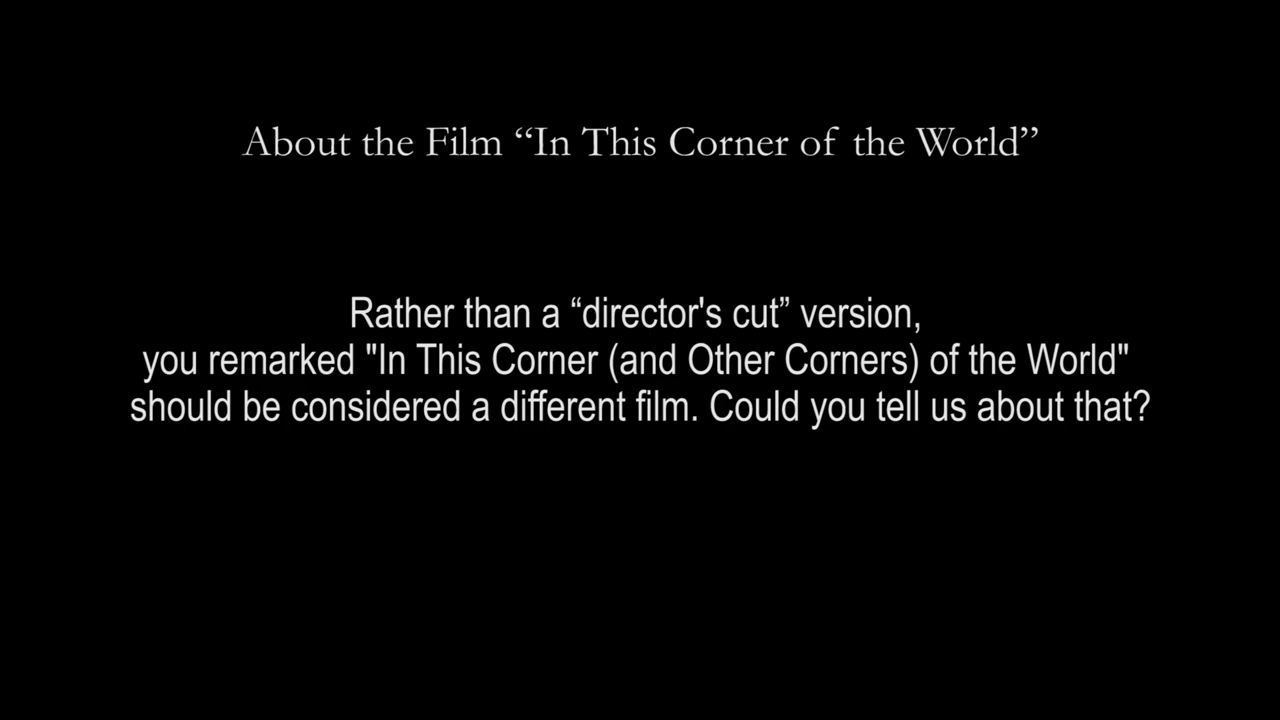 About the Film “In This Corner of the World”
Rather than a “director's cut” version,
you remarked "In This Corner (and Other Corners) of the World"
should be considered a different film. Could you tell us about that?